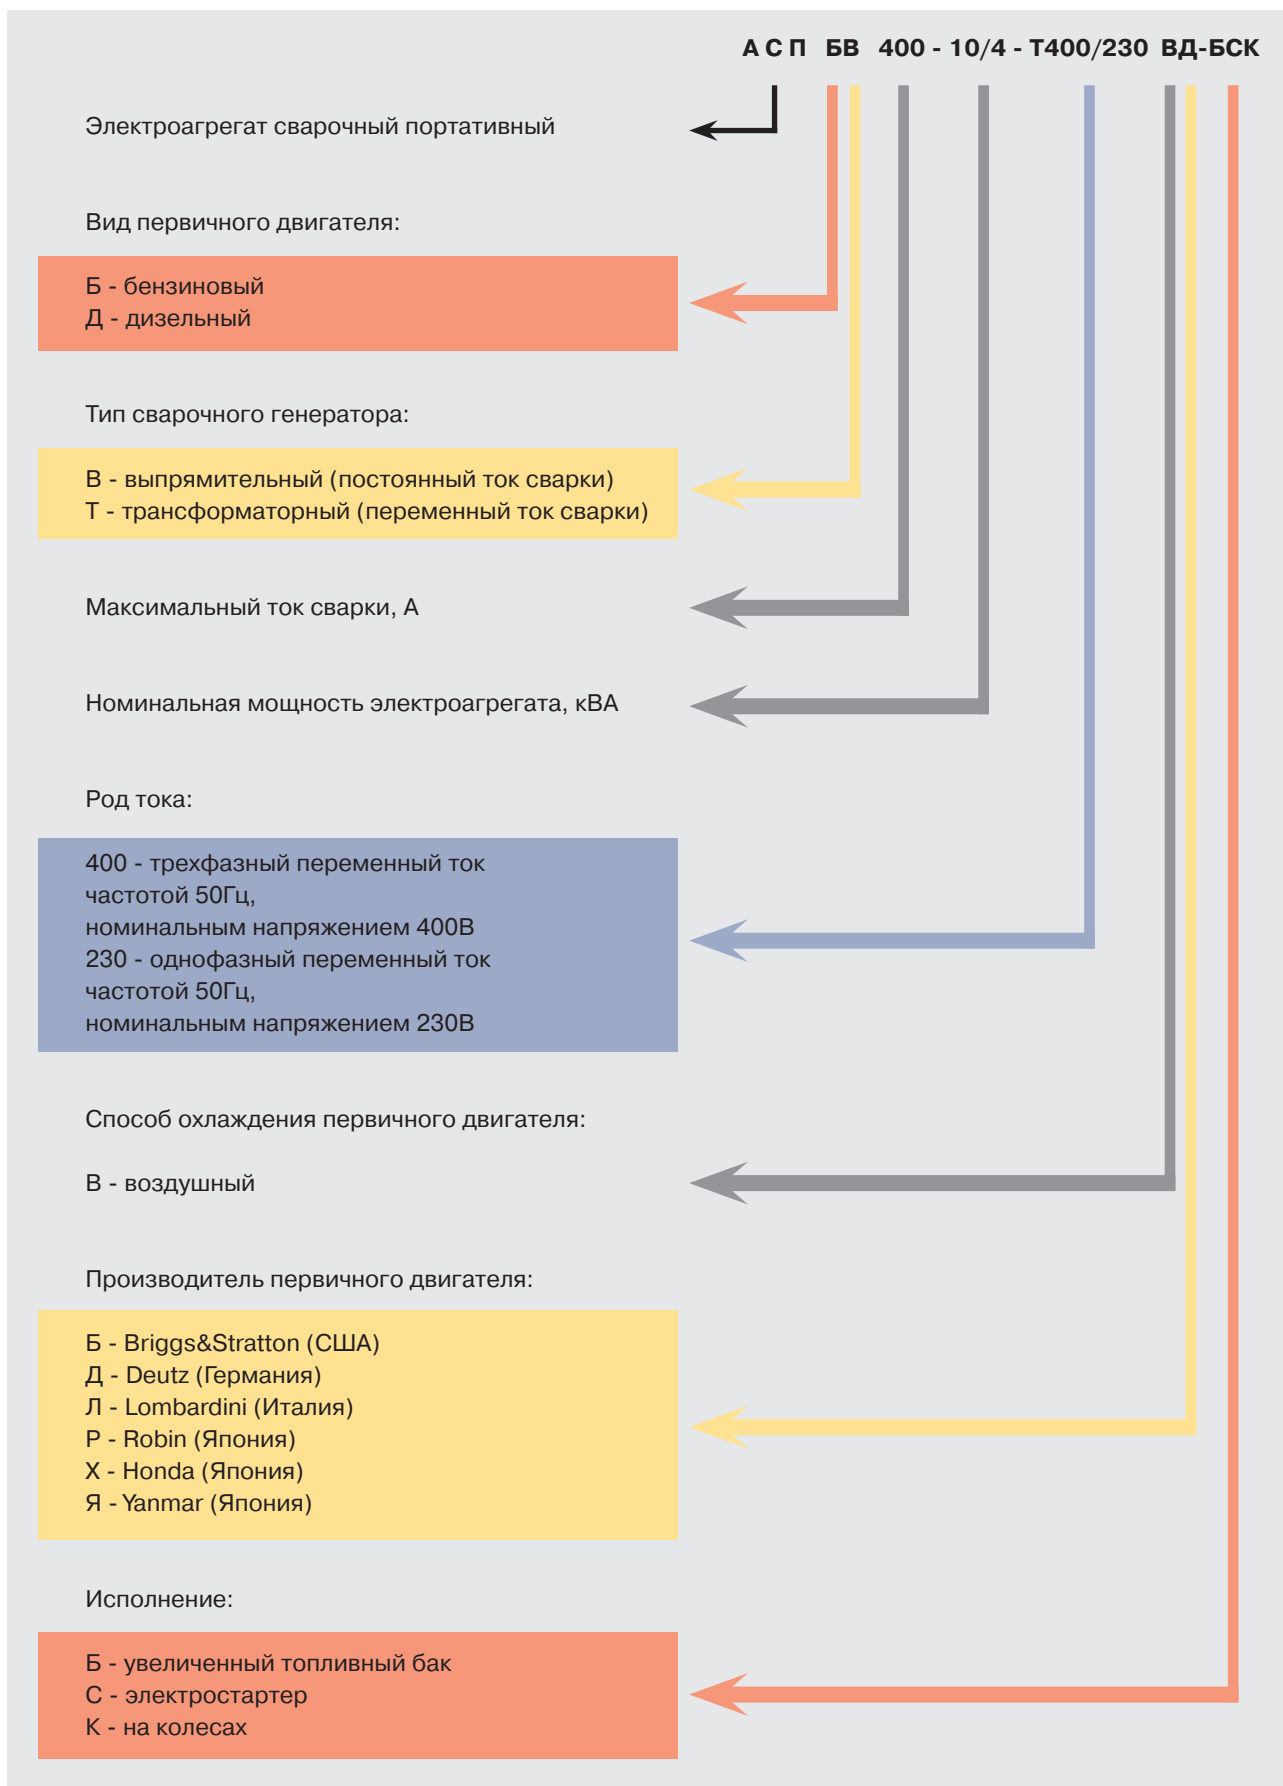 А С П БВ 400 - 10/4 - Т400/230 ВД-БСК
Электроагрегат сварочный портативный
Вид первичного двигателя:
Б - бензиновый
Д - дизельный
Тип сварочного генератора:
В - выпрямительный (постоянный ток сварки)
Т - трансформаторный (переменный ток сварки)
Максимальный ток сварки, А
Номинальная мощность электроагрегата, кВА
Род тока:
400 - трехфазный переменный ток
частотой 50Гц,
номинальным напряжением 400В
230 - однофазный переменный ток
частотой 50Гц,
номинальным напряжением 230В
Способ охлаждения первичного двигателя:
В - воздушный
Производитель первичного двигателя:
Б - Briggs&Stratton (США)
Д - Deutz (Германия)
Л - Lombardini (Италия)
Р - Robin (Япония)
Х - Honda (Япония)
Я - Yanmar (Япония)
Исполнение:
Б - увеличенный топливный бак
С - электростартер
К - на колесах